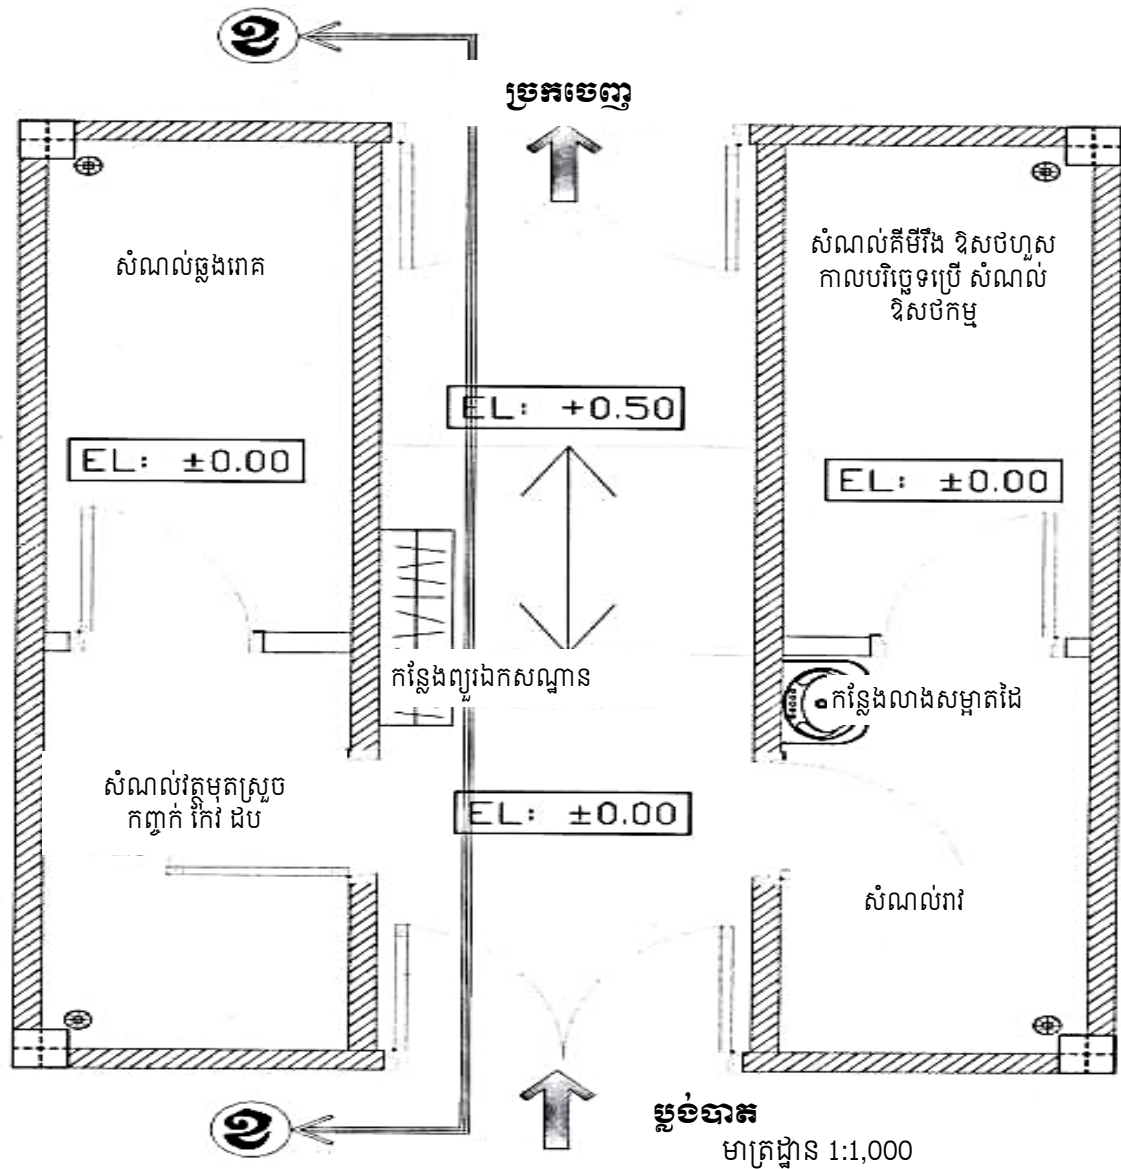 ខ
ច្រកចេញ
សំណល់ឆ្លងរោគ
សំណល់គីមីរឹង ឱសថហួស
កាលបរិច្ឆេទប្រើ សំណល់
ឱសថកម្ម
EL: +0.50
EL: ±0.00
EL: ±0.00
កន្លែងព្យួរឯកសណ្ឋាន
កន្លែងលាងសម្អាតដៃ
សំណល់វត្ថុមុតស្រួច
កញ្ចក់ កែវ ដប
EL: ±0.00
សំណល់រាវ
ខ
ប្លង់បាត
មាត្រដ្ឋាន 1:1,000